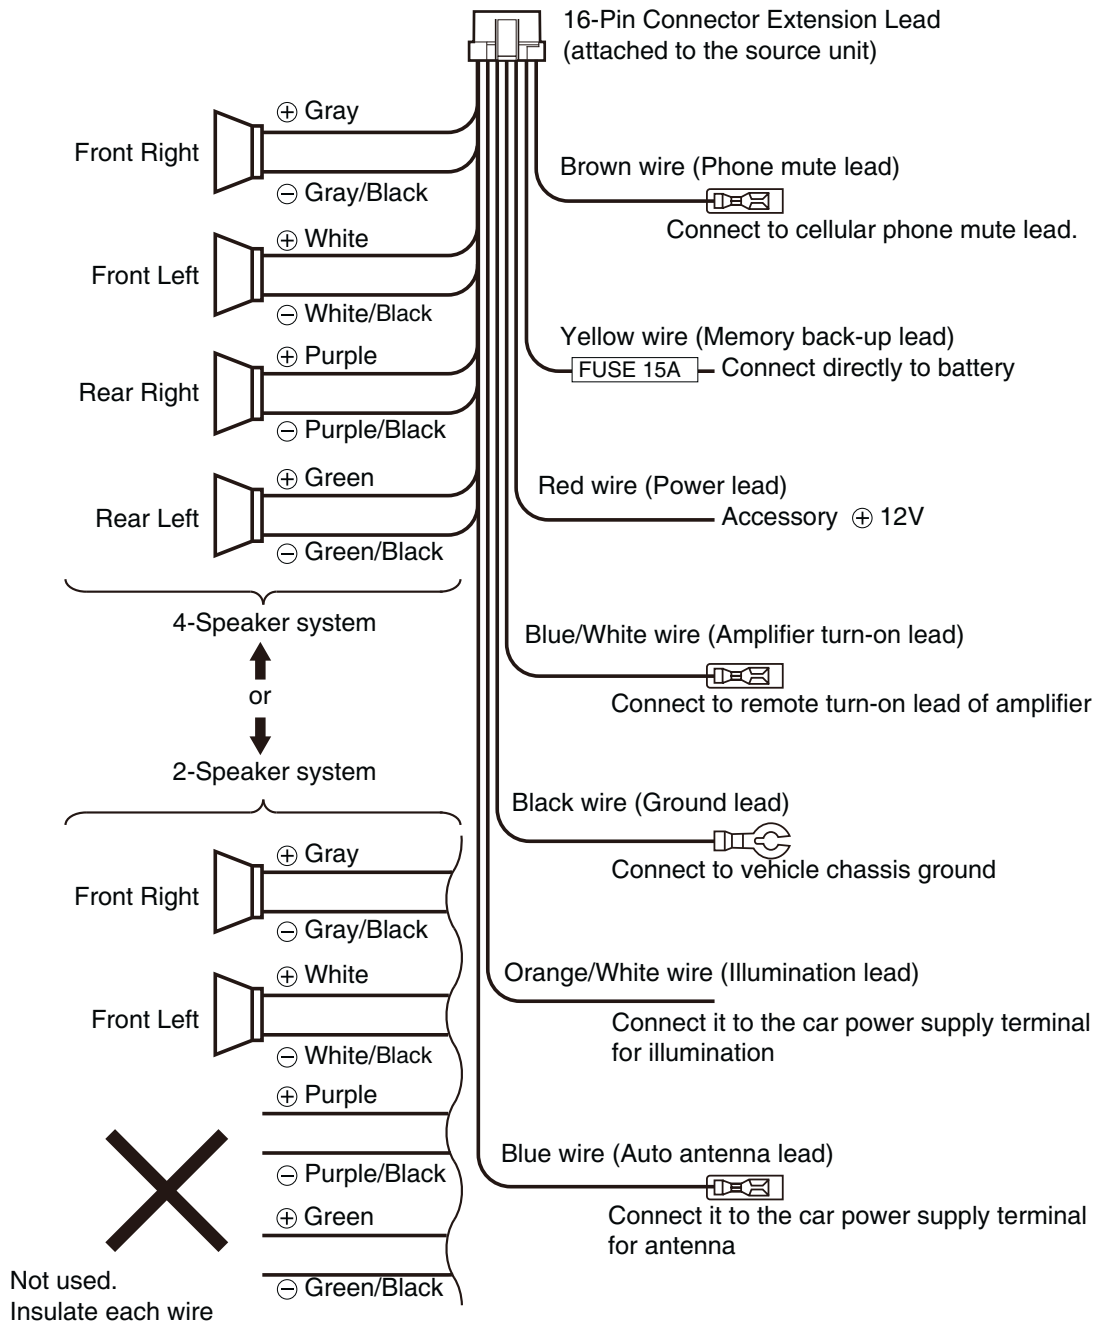 16-Pin Connector Extension Lead
(attached to the source unit)
⊕ Gray
Front Right
⊖ Gray/Black
⊕ White
Front Left
⊖ White/Black
⊕ Purple
Rear Right
⊖ Purple/Black
⊕ Green
Rear Left
⊖ Green/Black
4-Speaker system
or
2-Speaker system
⊕ Gray
Front Right
⊖ Gray/Black
⊕ White
Front Left
⊖ White/Black
⊕ Purple
⊖ Purple/Black
⊕ Green
⊖ Green/Black
Not used.
Insulate each wire
Brown wire (Phone mute lead)
Connect to cellular phone mute lead.
Yellow wire (Memory back-up lead)
FUSE 15A Connect directly to battery
Red wire (Power lead)
Accessory ⊕ 12V
Blue/White wire (Amplifier turn-on lead)
Connect to remote turn-on lead of amplifier
Black wire (Ground lead)
Connect to vehicle chassis ground
Orange/White wire (Illumination lead)
Connect it to the car power supply terminal
for illumination
Blue wire (Auto antenna lead)
Connect it to the car power supply terminal
for antenna